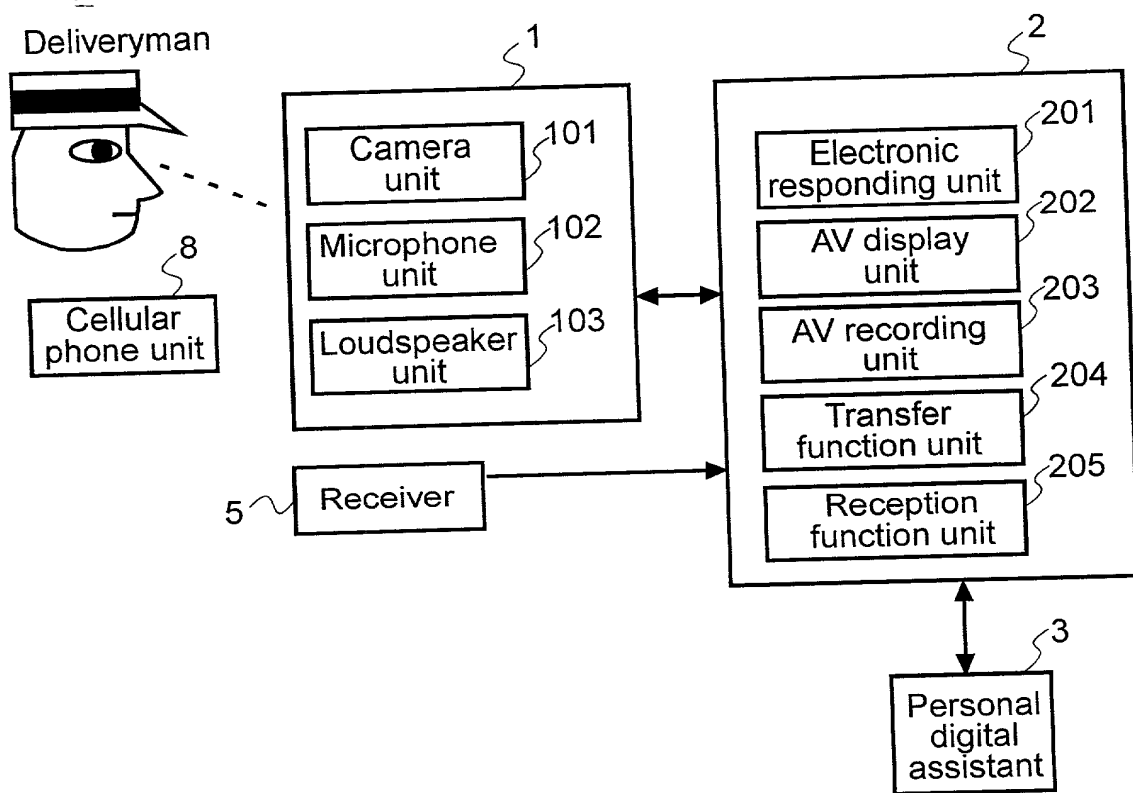 Deliveryman
1
2
Camera
unit
101
Microphone
unit
102
Loudspeaker
unit
103
8
Cellular
phone unit
5
Receiver
Electronic
responding unit
201
AV display
unit
202
AV recording
unit
203
Transfer
function unit
204
Reception
function unit
205
3
Personal
digital
assistant